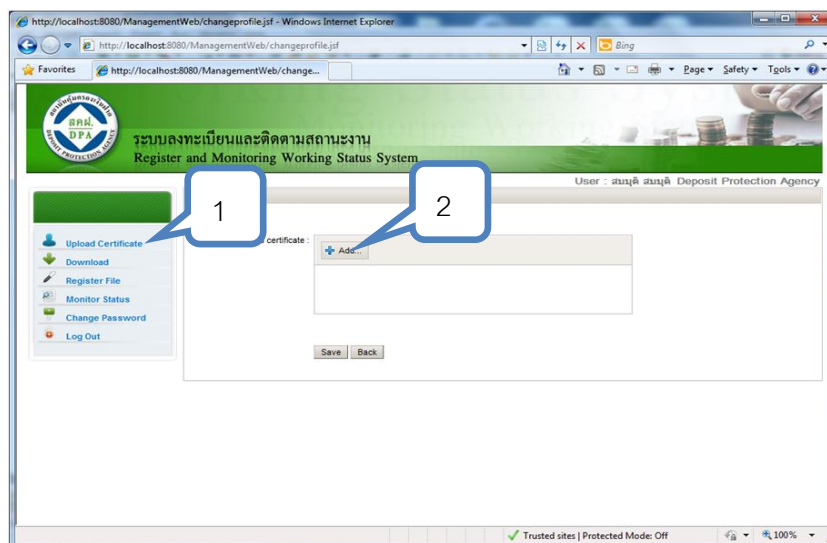 http://localhost:8080/ManagementWeb/changeprofile.jsf - Windows Internet Explorer
http://localhost:8080/ManagementWeb/changeprofile.jsf
Bing
Favorites
http://localhost:8080/ManagementWeb/change...
Page
Safety
Tools
สคฝ.
DPA
DEPOSIT PROTECTION AGENCY
ระบบลงทะเบียนและติดตามสถานะงาน
Register and Monitoring Working Status System
User : สมมุติ สมมุติ Deposit Protection Agency
1
2
Upload Certificate
certificate :
Add...
Download
Register File
Monitor Status
Change Password
Log Out
Save
Back
Trusted sites | Protected Mode: Off
100%